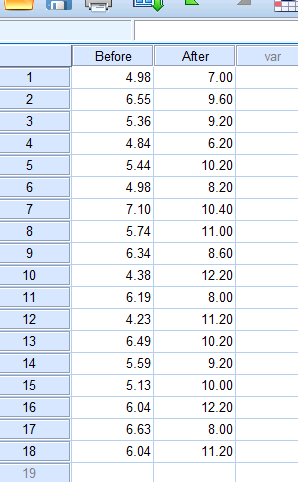 Before After var
1 4.98 7.00
2 6.55 9.60
3 5.36 9.20
4 4.84 6.20
5 5.44 10.20
6 4.98 8.20
7 7.10 10.40
8 5.74 11.00
9 6.34 8.60
10 4.38 12.20
11 6.19 8.00
12 4.23 11.20
13 6.49 10.20
14 5.59 9.20
15 5.13 10.00
16 6.04 12.20
17 6.63 8.00
18 6.04 11.20
19